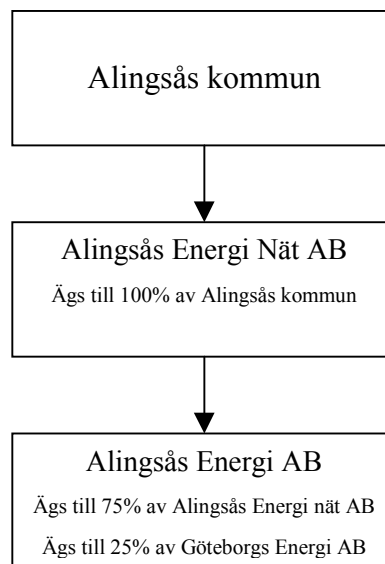 Alingsås kommun
Alingsås Energi Nät AB
Ägs till 100% av Alingsås kommun
Alingsås Energi AB
Ägs till 75% av Alingsås Energi nät AB
Ägs till 25% av Göteborgs Energi AB